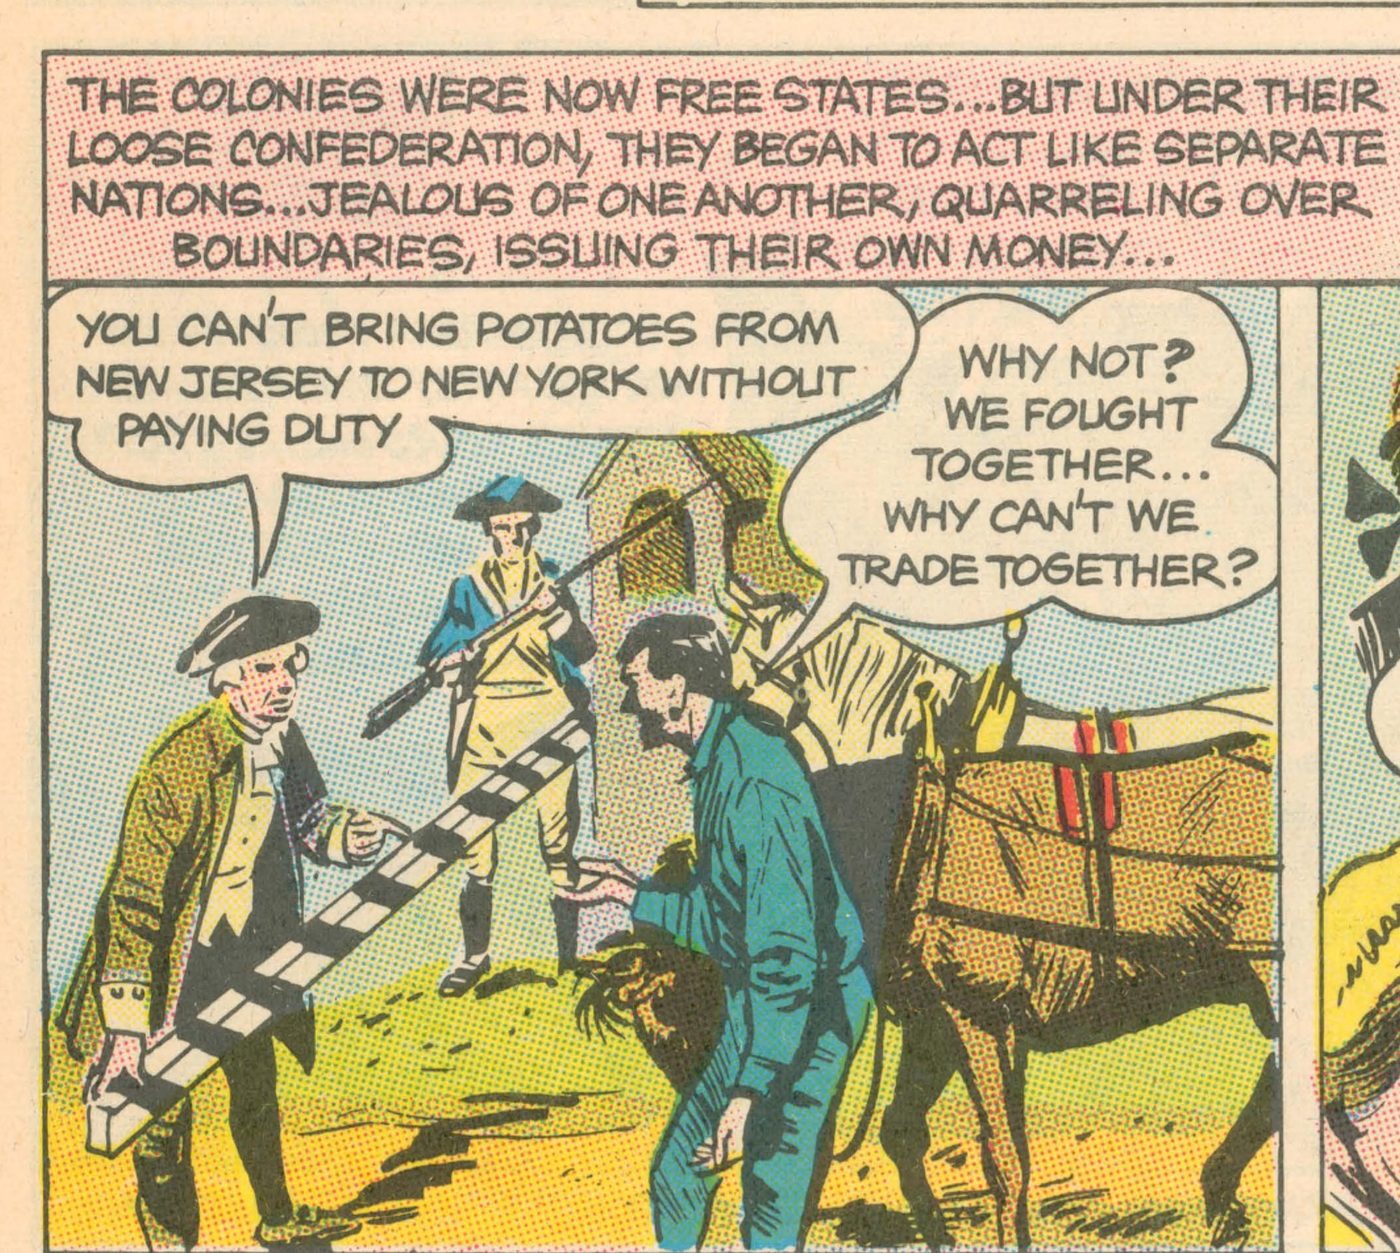 THE COLONIES WERE NOW FREE STATES...BUT UNDER THEIR
LOOSE CONFEDERATION, THEY BEGAN TO ACT LIKE SEPARATE
NATIONS...JEALOUS OF ONE ANOTHER, QUARRELING OVER
BOUNDARIES, ISSUING THEIR OWN MONEY...
YOU CAN'T BRING POTATOES FROM
NEW JERSEY TO NEW YORK WITHOUT
PAYING DUTY
WHY NOT?
WE FOUGHT
TOGETHER...
WHY CAN'T WE
TRADE TOGETHER?